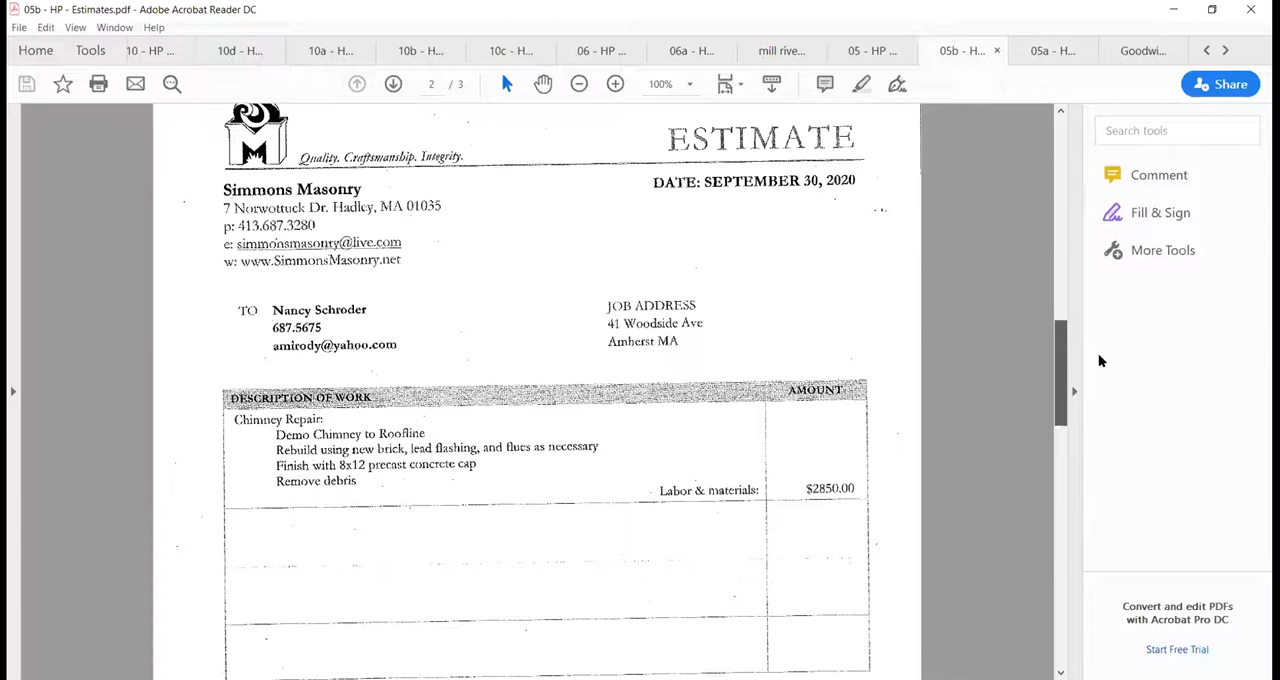 05b - HP - Estimates.pdf - Adobe Acrobat Reader DC
File Edit View Window Help
Home Tools 10 - HP ... 10d - H... 10a - H... 10b - H... 10c - H... 06 - HP ... 06a - H... mill rive... 05 - HP ... 05b - H... × 05a - H... Goodwi...
2 / 3 100% Share
M ESTIMATE
Quality. Craftsmanship. Integrity.
Simmons Masonry DATE: SEPTEMBER 30, 2020
7 Norwottuck Dr. Hadley, MA 01035
p: 413.687.3280
e: simmonsmasonry@live.com
w: www.SimmonsMasonry.net
TO Nancy Schroder JOB ADDRESS
687.5675 41 Woodside Ave
amirody@yahoo.com Amherst MA
DESCRIPTION OF WORK AMOUNT
Chimney Repair:
Demo Chimney to Roofline
Rebuild using new brick, lead flashing, and flues as necessary
Finish with 8x12 precast concrete cap
Remove debris
Labor & materials: $2850.00
Search tools
Comment
Fill & Sign
More Tools
Convert and edit PDFs
with Acrobat Pro DC
Start Free Trial